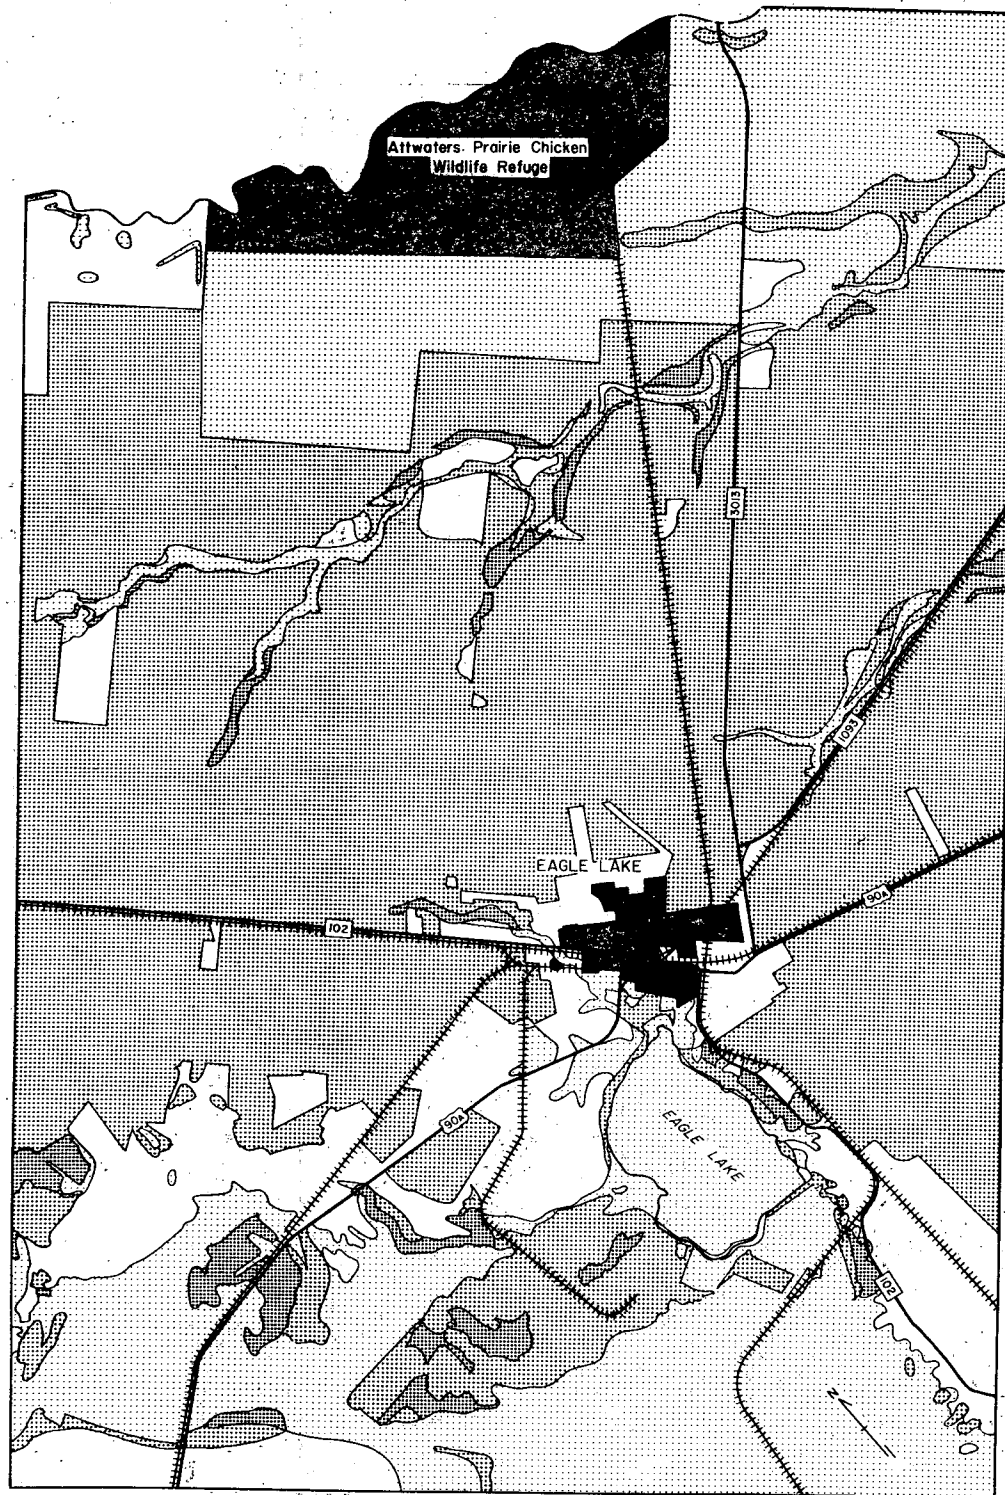 Attwaters. Prairie Chicken
Wildlife Refuge
3013
1093
EAGLE LAKE
90A
102
90A
EAGLE LAKE
102
N